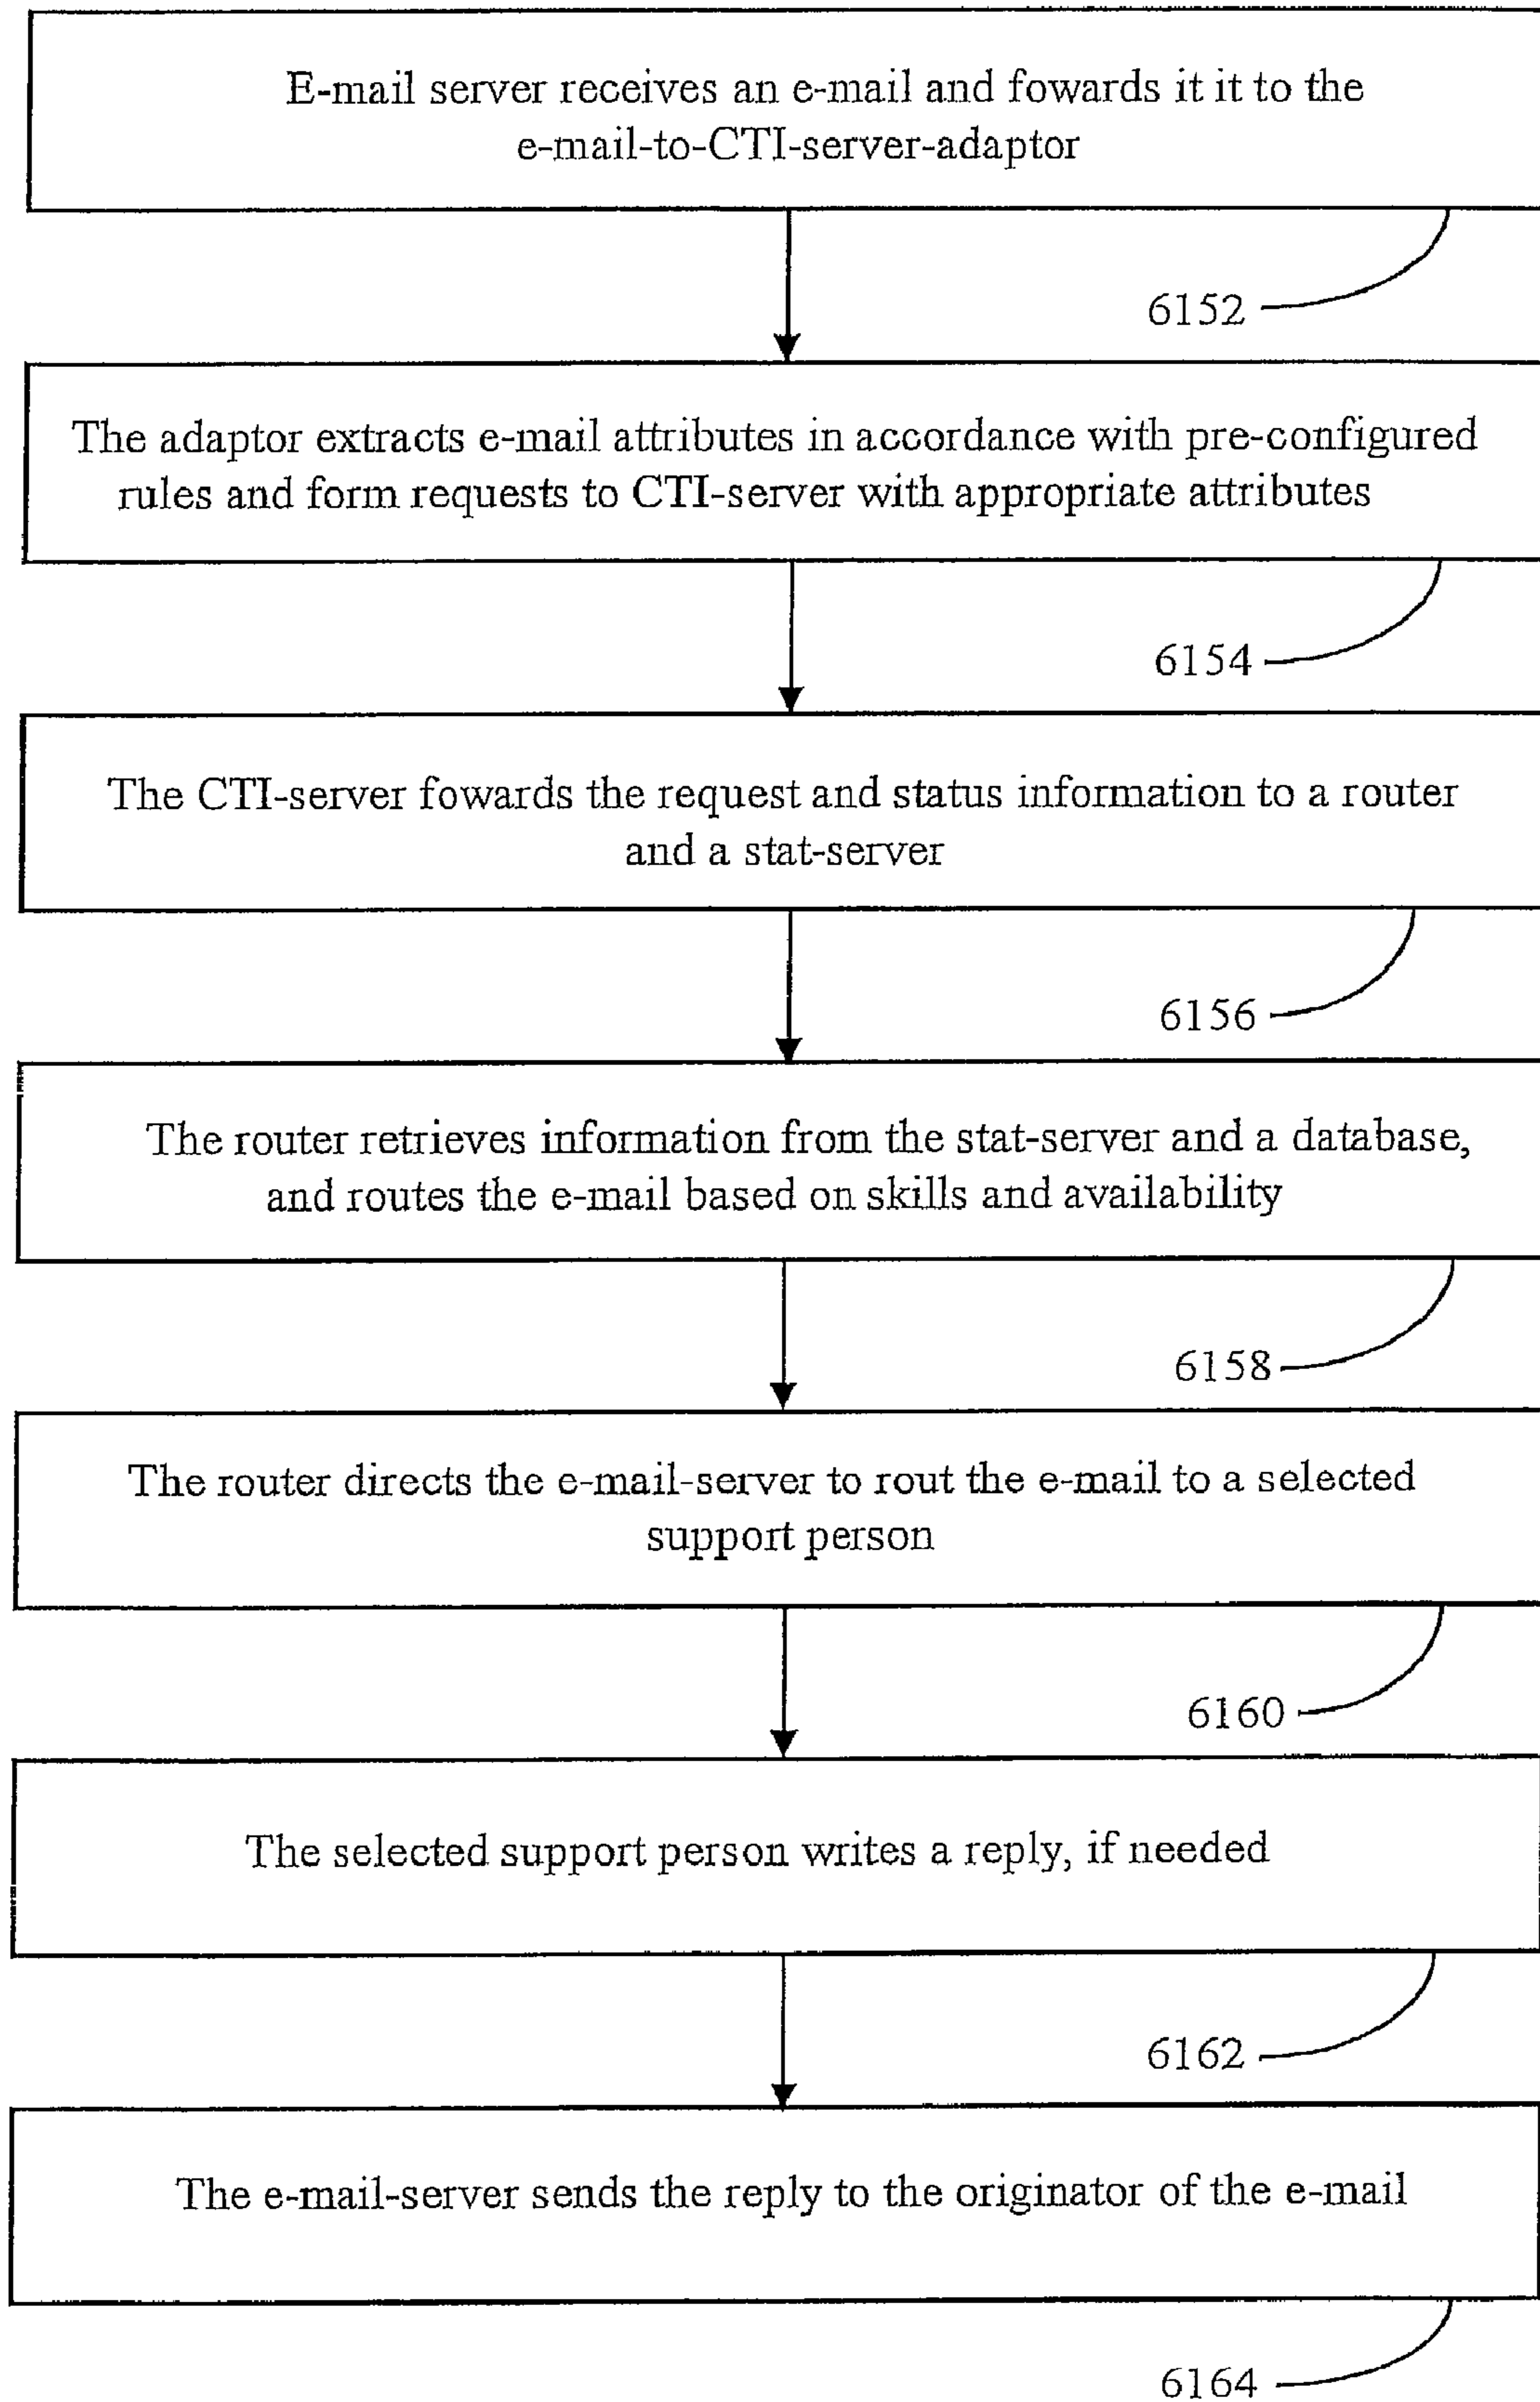 E-mail server receives an e-mail and fowards it it to the
e-mail-to-CTI-server-adaptor
6152
The adaptor extracts e-mail attributes in accordance with pre-configured
rules and form requests to CTI-server with appropriate attributes
6154
The CTI-server fowards the request and status information to a router
and a stat-server
6156
The router retrieves information from the stat-server and a database,
and routes the e-mail based on skills and availability
6158
The router directs the e-mail-server to rout the e-mail to a selected
support person
6160
The selected support person writes a reply, if needed
6162
The e-mail-server sends the reply to the originator of the e-mail
6164